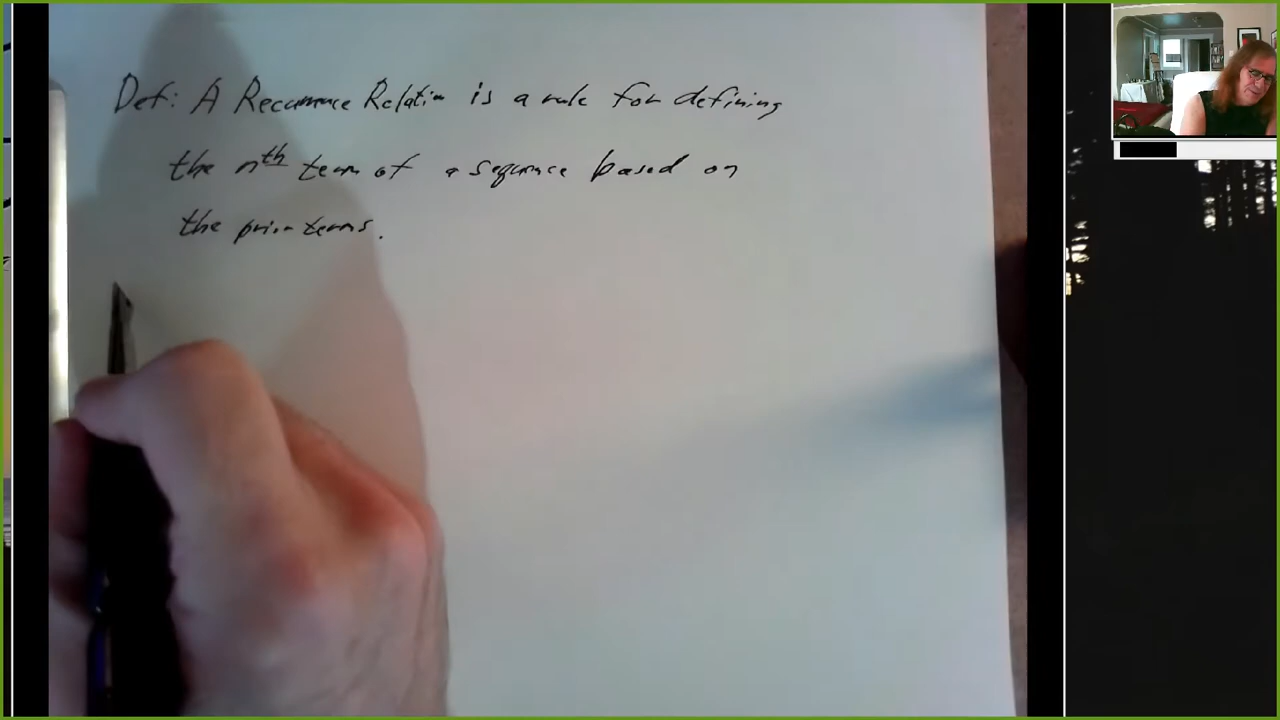 Def: A Recurrence Relation is a rule for defining
the nth term of a sequence based on
the prior terms.